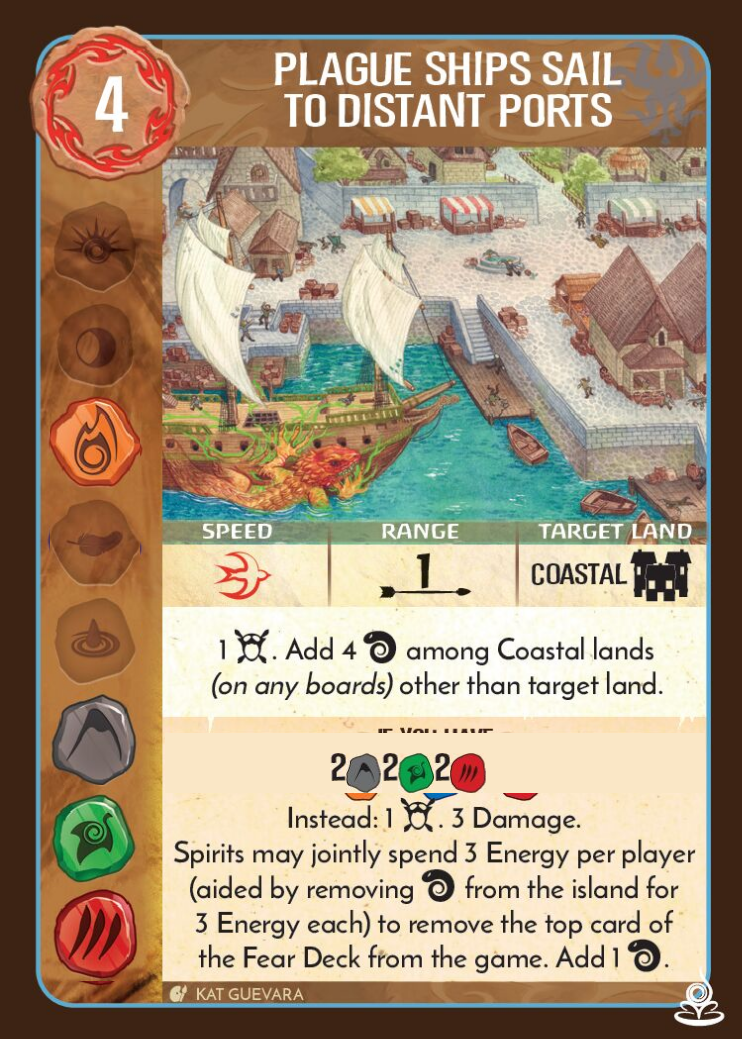 4
PLAGUE SHIPS SAIL
TO DISTANT PORTS
SPEED RANGE TARGET LAND
1 COASTAL
1 . Add 4 among Coastal lands
(on any boards) other than target land.
IF YOU HAVE
2 2 2
Instead: 1 . 3 Damage.
Spirits may jointly spend 3 Energy per player
(aided by removing from the island for
3 Energy each) to remove the top card of
the Fear Deck from the game. Add 1 .
KAT GUEVARA